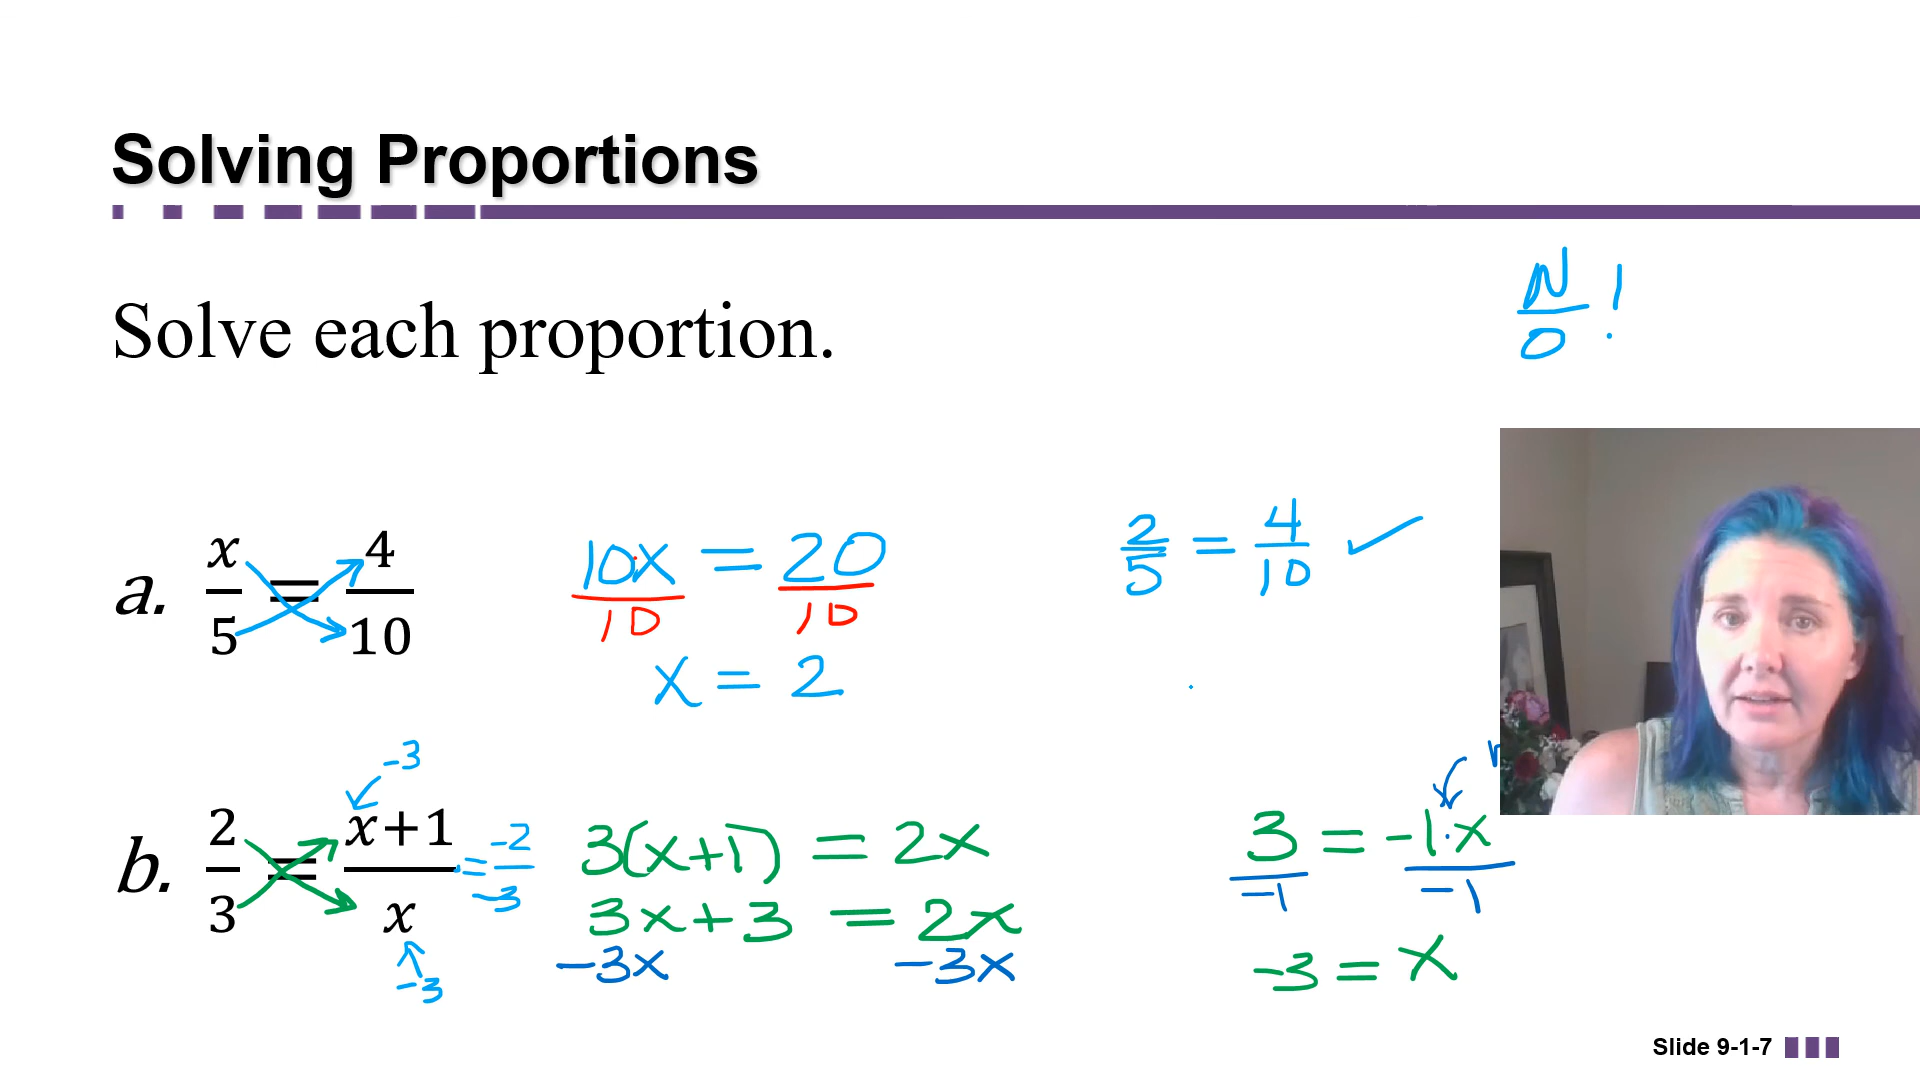 Solving Proportions
Solve each proportion.
N/0 !
a. x/5 = 4/10
10x = 20
10 10
x = 2
2/5 = 4/10 ✓
b. 2/3 = x+1/x = -2/-3
-3
-3
3(x+1) = 2x
3x+3 = 2x
-3x -3x
3 = -1·x
-1 -1
-3 = x
Slide 9-1-7